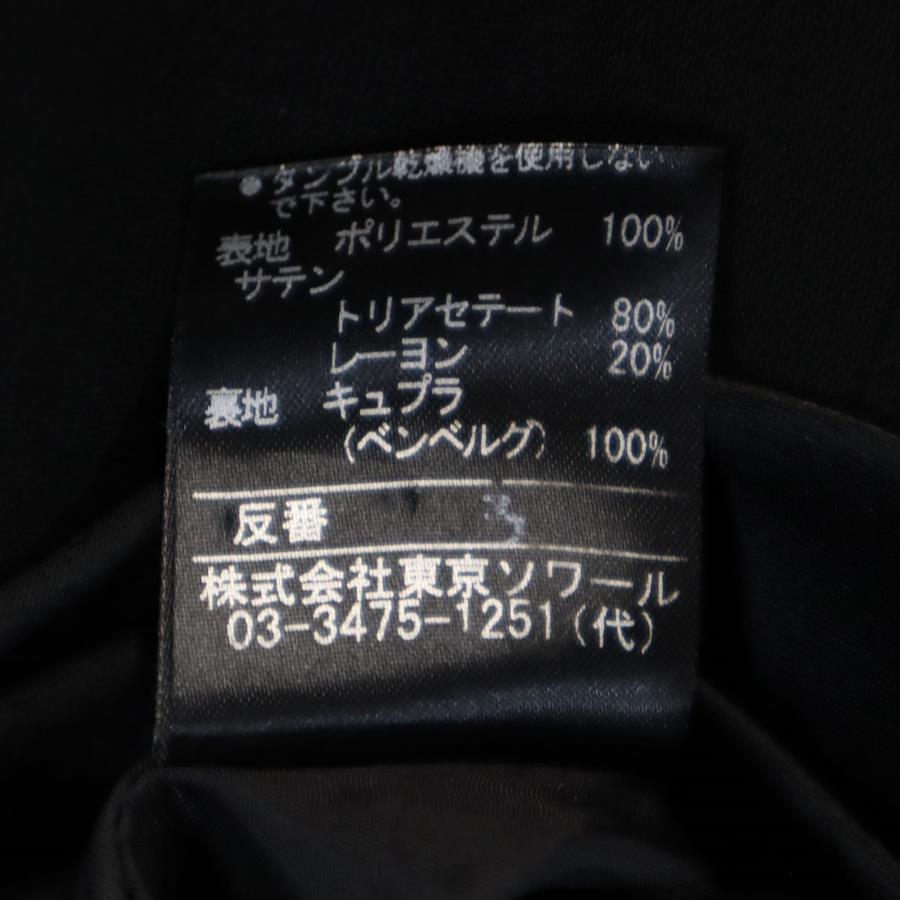 ●タンブル乾燥機を使用しない
で下さい。
表地 ポリエステル 100%
サテン
トリアセテート 80%
レーヨン 20%
裏地 キュプラ
(ベンベルグ) 100%
反番 3
株式会社東京ソワール
03-3475-1251(代)